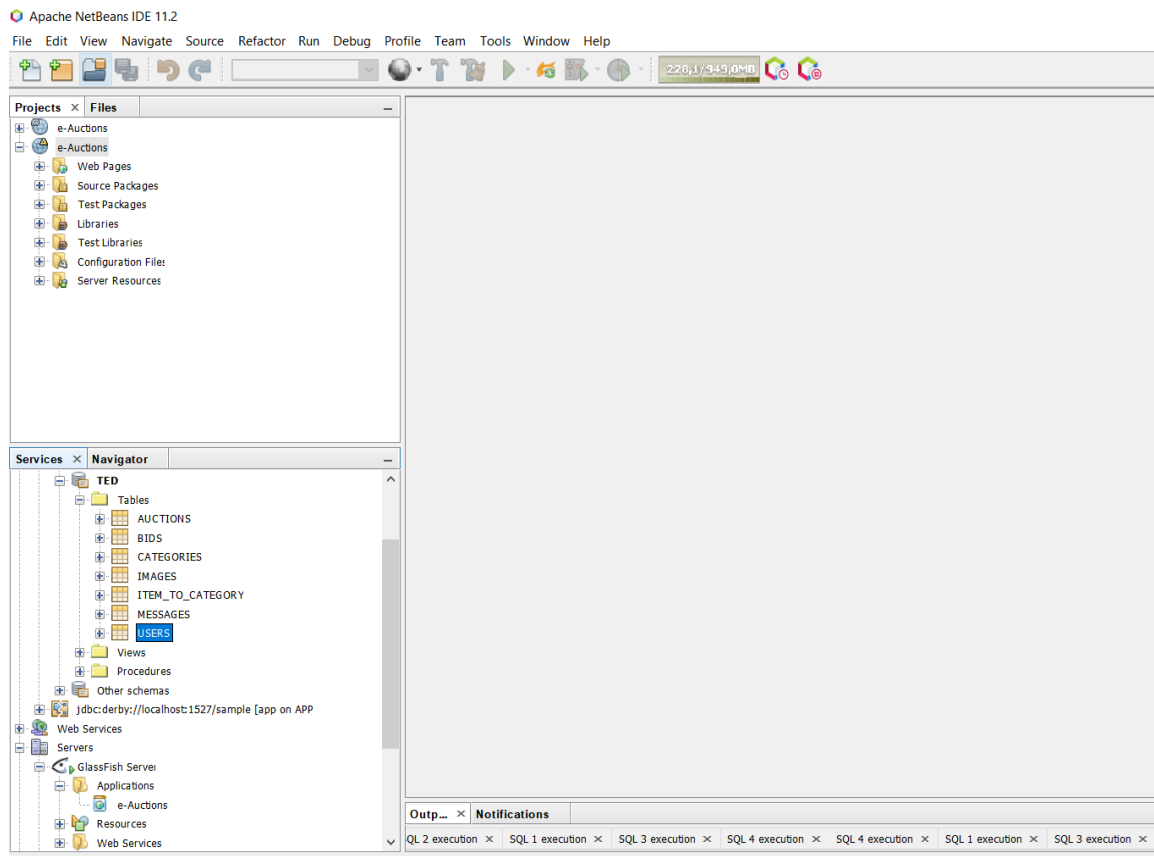 Apache NetBeans IDE 11.2
File Edit View Navigate Source Refactor Run Debug Profile Team Tools Window Help
228,1/949,0MB
Projects Files
e-Auctions
e-Auctions
Web Pages
Source Packages
Test Packages
Libraries
Test Libraries
Configuration Files
Server Resources
Services Navigator
TED
Tables
AUCTIONS
BIDS
CATEGORIES
IMAGES
ITEM_TO_CATEGORY
MESSAGES
USERS
Views
Procedures
Other schemas
jdbc:derby://localhost:1527/sample [app on APP
Web Services
Servers
GlassFish Server
Applications
e-Auctions
Resources
Web Services
Outp... Notifications
QL 2 execution SQL 1 execution SQL 3 execution SQL 4 execution SQL 4 execution SQL 1 execution SQL 3 execution